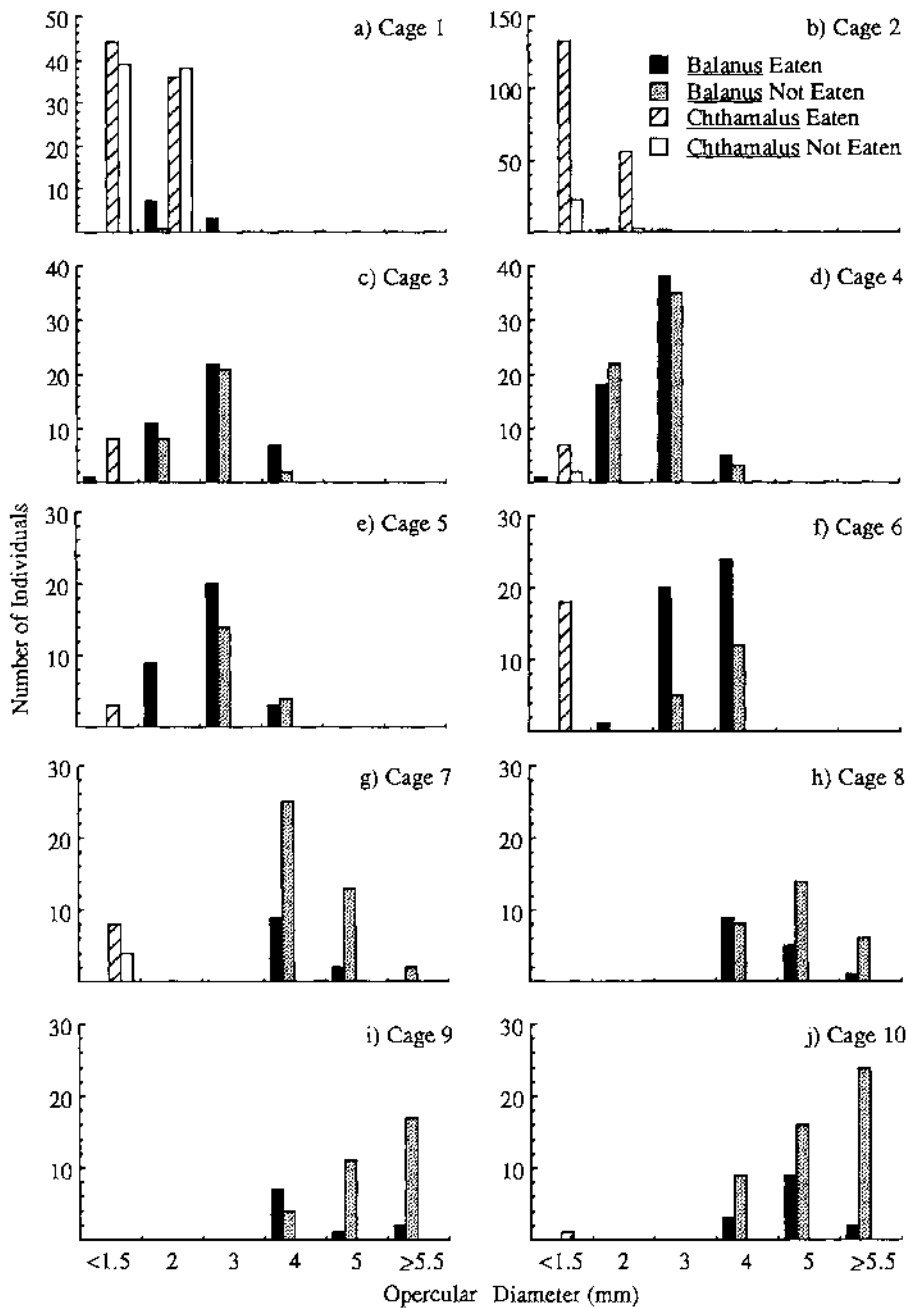 a) Cage 1
50
40
30
20
10
b) Cage 2
150
100
50
Balanus Eaten
Balanus Not Eaten
Chthamalus Eaten
Chthamalus Not Eaten
c) Cage 3
40
30
20
10
d) Cage 4
40
30
20
10
e) Cage 5
30
20
10
f) Cage 6
30
20
10
g) Cage 7
30
20
10
h) Cage 8
30
20
10
i) Cage 9
30
20
10
<1.5 2 3 4 5 ≥5.5
j) Cage 10
30
20
10
<1.5 2 3 4 5 ≥5.5
Number of Individuals
Opercular Diameter (mm)